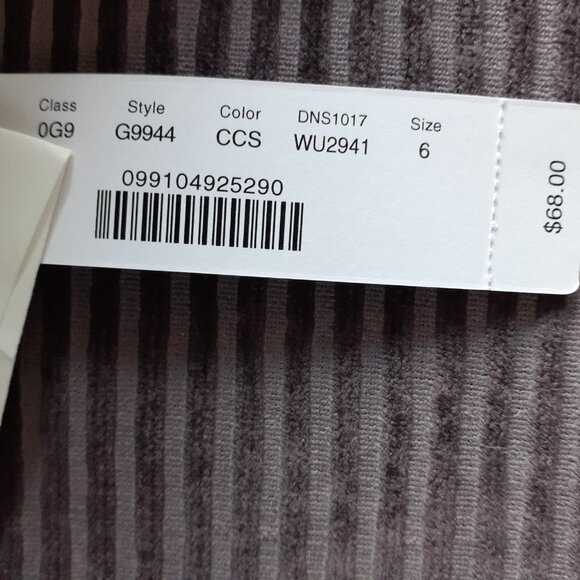 Class Style Color DNS1017 Size
0G9 G9944 CCS WU2941 6
099104925290
$68.00